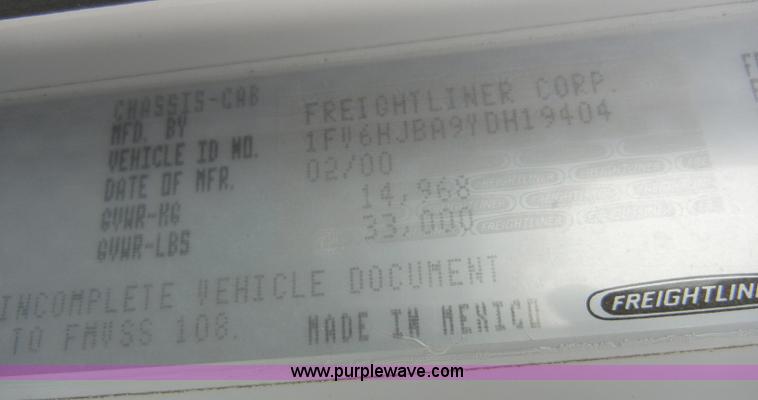 CHASSIS-CAB
MFD. BY FREIGHTLINER CORP.
VEHICLE ID NO. 1FV6HJBA9YDH19404
DATE OF MFR. 02/00
GVWR-KG 14,968
GVWR-LBS 33,000
INCOMPLETE VEHICLE DOCUMENT
TO FMVSS 108. MADE IN MEXICO
FREIGHTLINER
www.purplewave.com